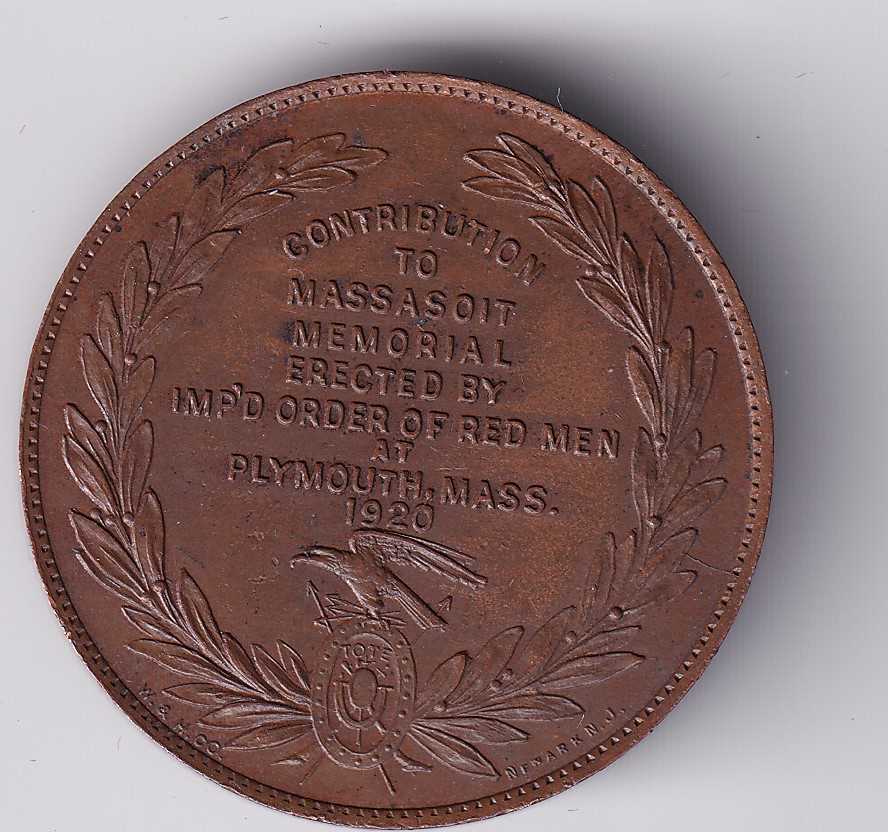 CONTRIBUTION
TO
MASSASOIT
MEMORIAL
ERECTED BY
IMP'D ORDER OF RED MEN
AT
PLYMOUTH, MASS.
1920
TOTE
W. & H. CO.
NEWARK N.J.